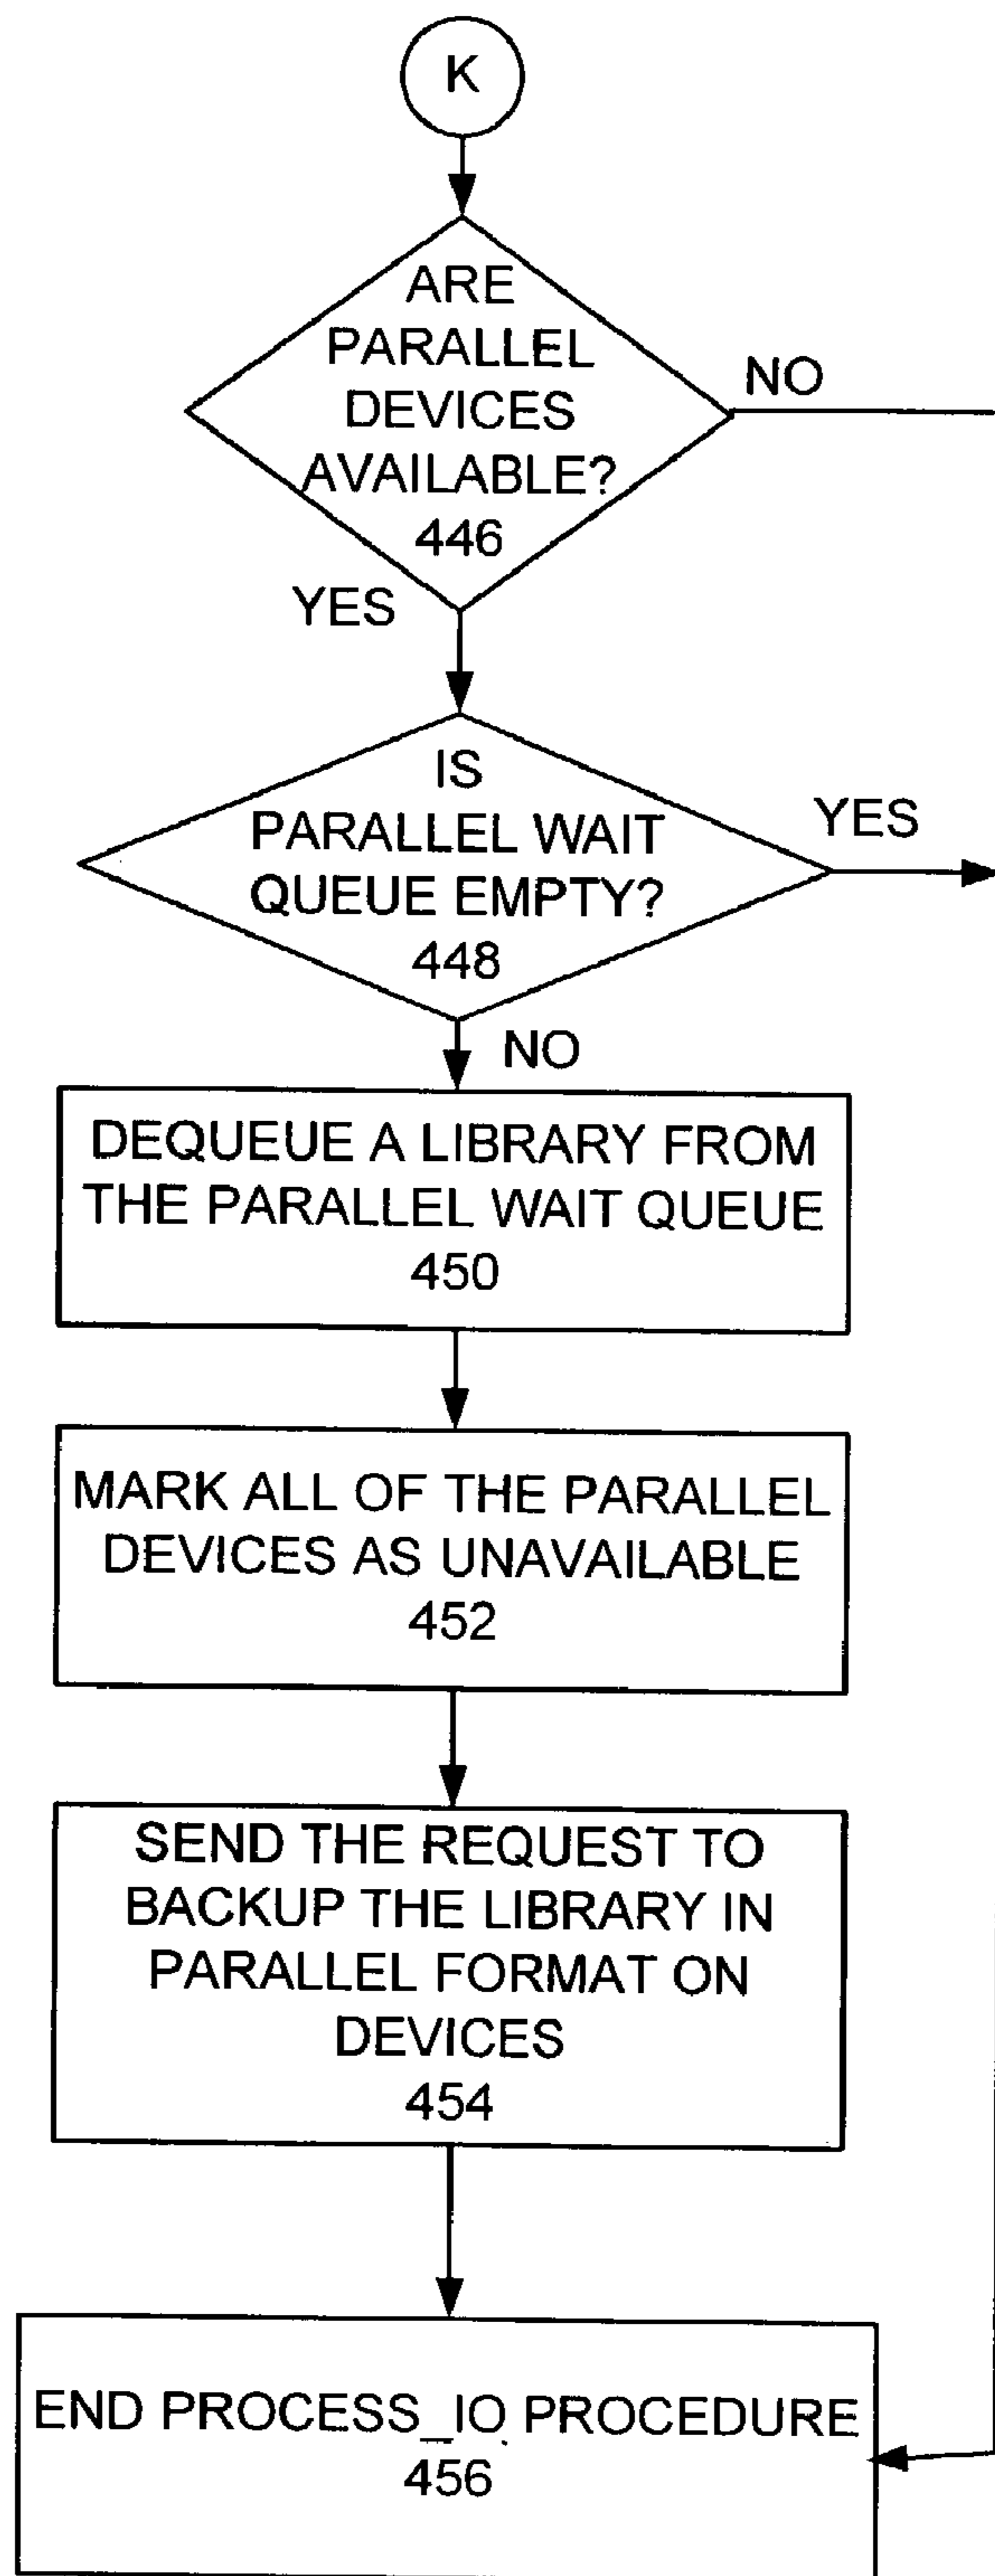 K
ARE
PARALLEL
DEVICES
AVAILABLE?
446
NO
YES
IS
PARALLEL WAIT
QUEUE EMPTY?
448
YES
NO
DEQUEUE A LIBRARY FROM
THE PARALLEL WAIT QUEUE
450
MARK ALL OF THE PARALLEL
DEVICES AS UNAVAILABLE
452
SEND THE REQUEST TO
BACKUP THE LIBRARY IN
PARALLEL FORMAT ON
DEVICES
454
END PROCESS_IO PROCEDURE
456